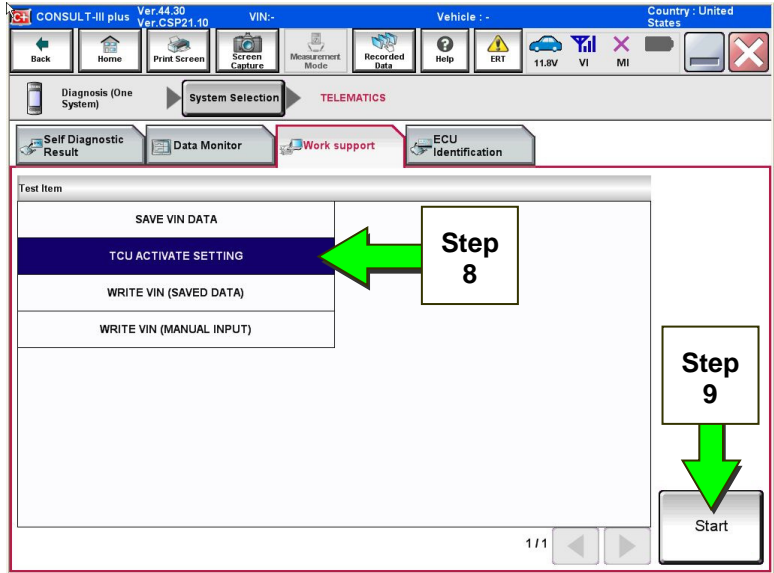 C+ CONSULT-III plus Ver.44.30 VIN:- Vehicle : - Country : United
Ver.CSP21.10 States
Back Home Print Screen Screen Capture Measurement Mode Recorded Data Help ERT 11.8V VI MI
Diagnosis (One System) System Selection TELEMATICS
Self Diagnostic Result Data Monitor Work support ECU Identification
Test Item
SAVE VIN DATA
TCU ACTIVATE SETTING
WRITE VIN (SAVED DATA)
WRITE VIN (MANUAL INPUT)
Step
8
Step
9
Start
1/1